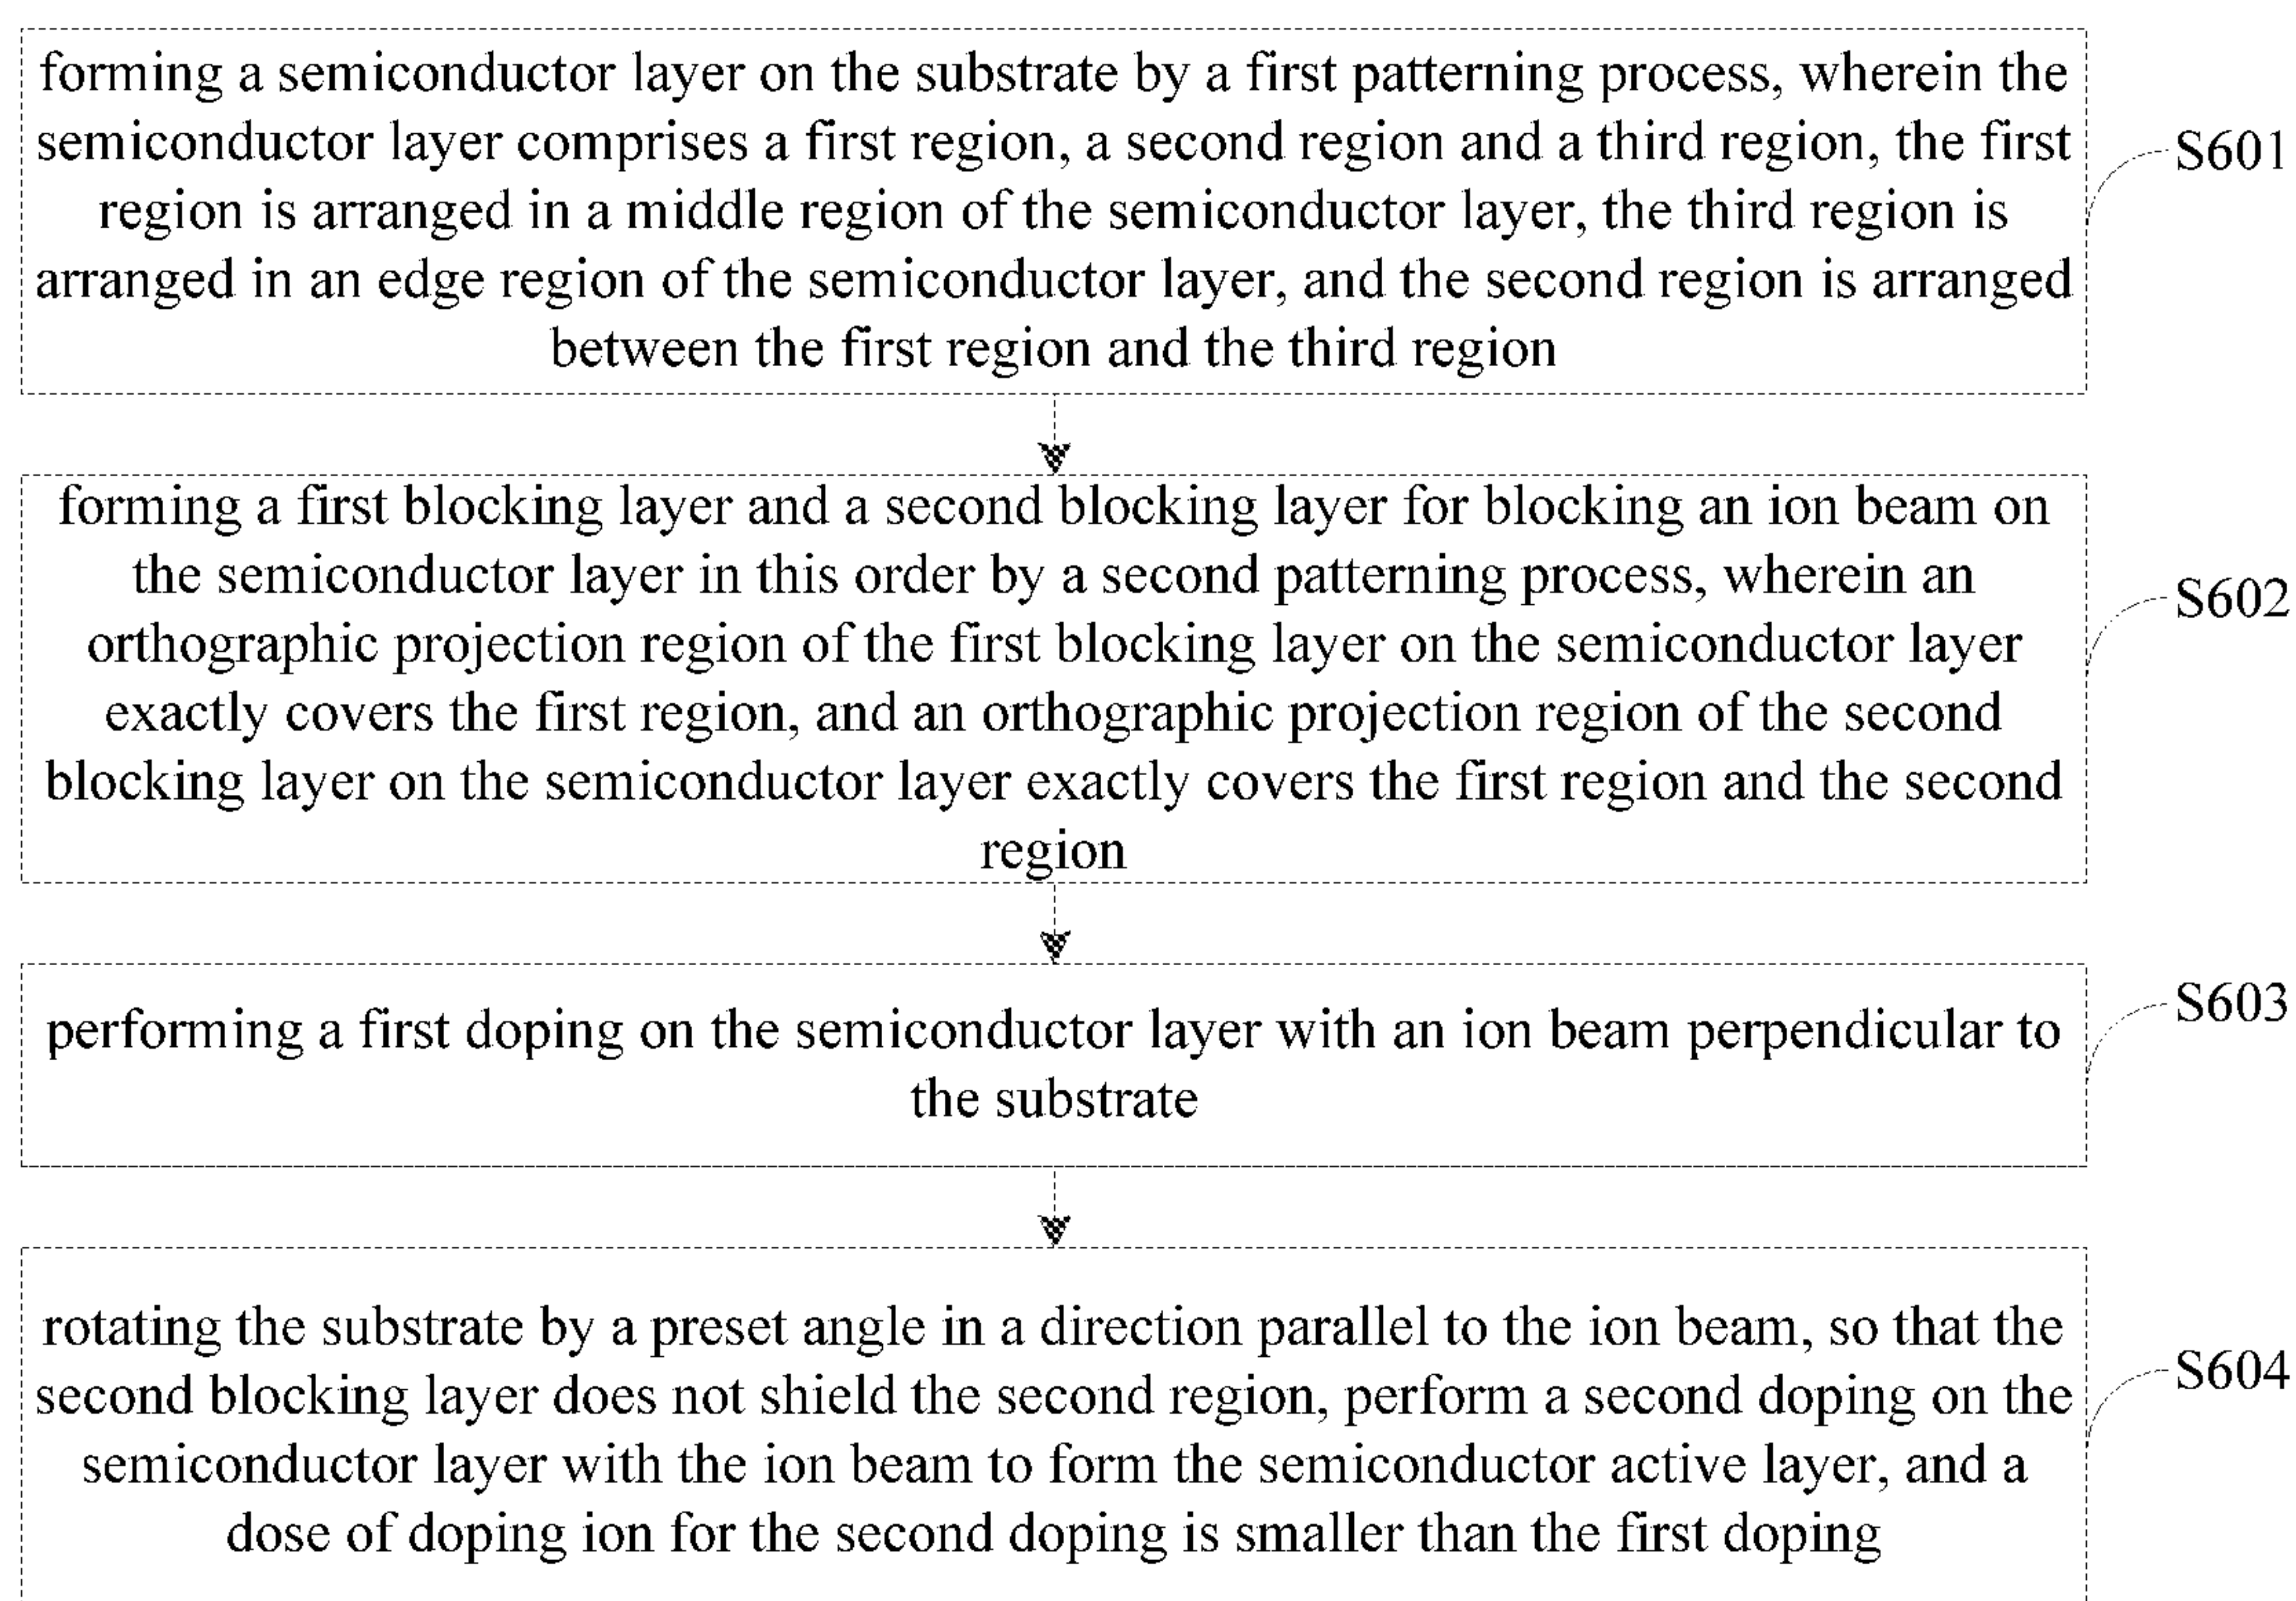 forming a semiconductor layer on the substrate by a first patterning process, wherein the
semiconductor layer comprises a first region, a second region and a third region, the first
region is arranged in a middle region of the semiconductor layer, the third region is
arranged in an edge region of the semiconductor layer, and the second region is arranged
between the first region and the third region
S601
forming a first blocking layer and a second blocking layer for blocking an ion beam on
the semiconductor layer in this order by a second patterning process, wherein an
orthographic projection region of the first blocking layer on the semiconductor layer
exactly covers the first region, and an orthographic projection region of the second
blocking layer on the semiconductor layer exactly covers the first region and the second
region
S602
performing a first doping on the semiconductor layer with an ion beam perpendicular to
the substrate
S603
rotating the substrate by a preset angle in a direction parallel to the ion beam, so that the
second blocking layer does not shield the second region, perform a second doping on the
semiconductor layer with the ion beam to form the semiconductor active layer, and a
dose of doping ion for the second doping is smaller than the first doping
S604